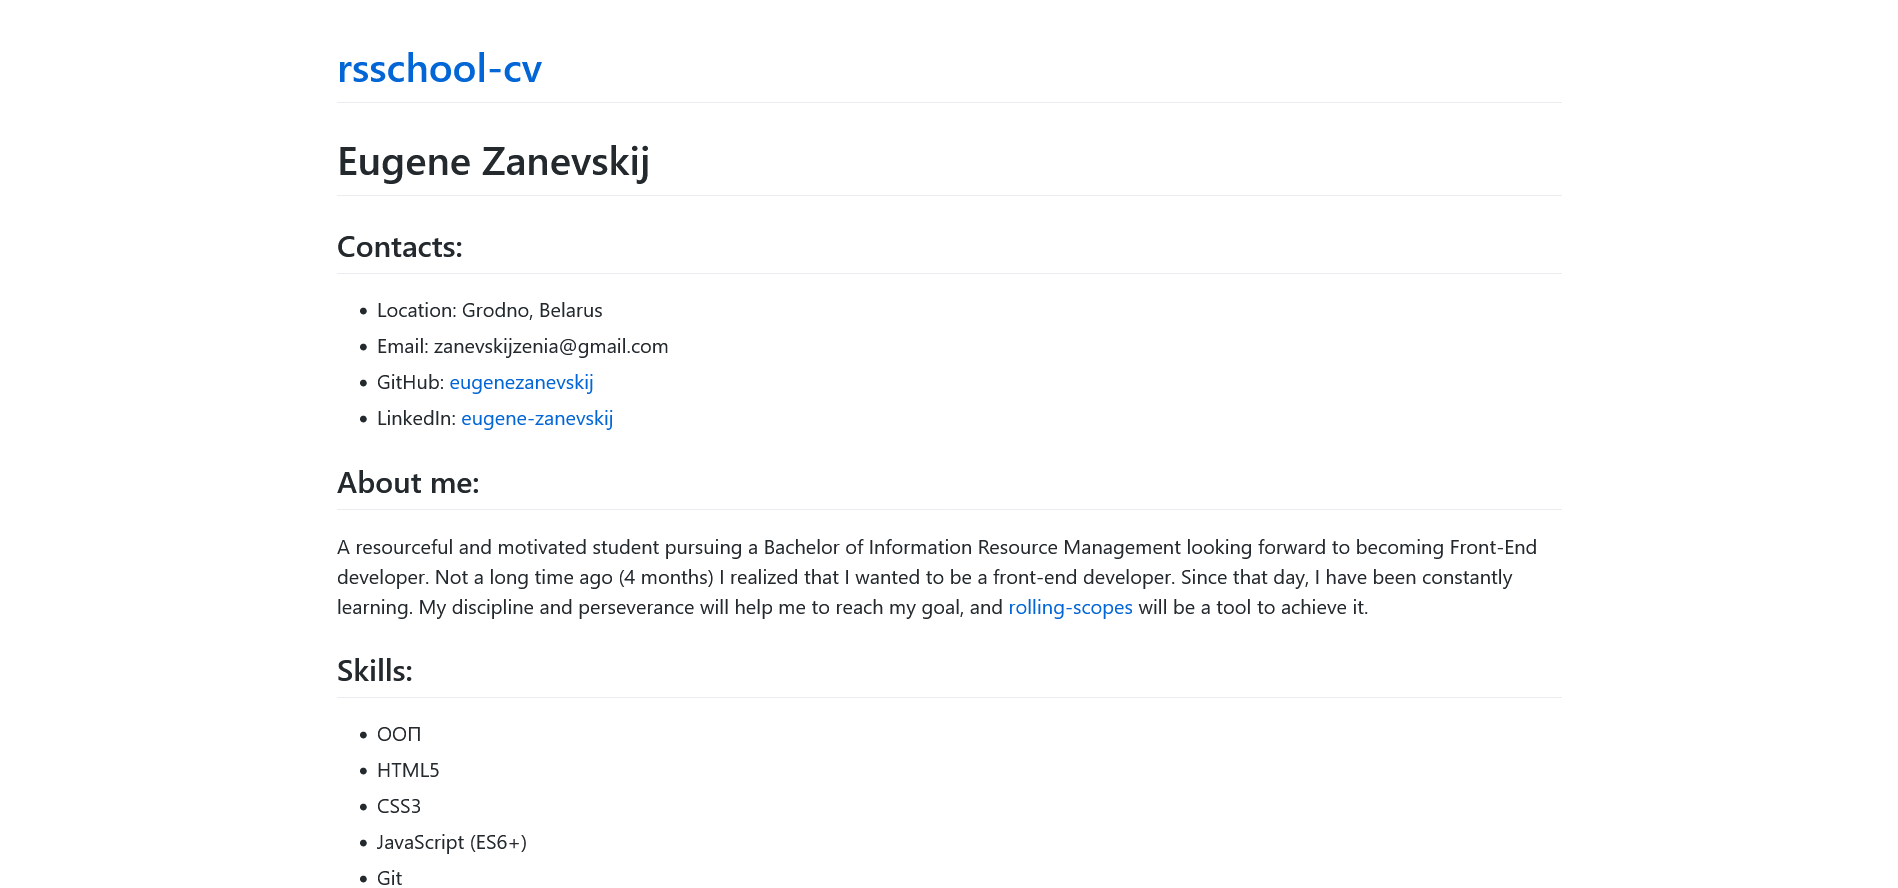 rsschool-cv
Eugene Zanevskij
Contacts:
Location: Grodno, Belarus
Email: zanevskijzenia@gmail.com
GitHub: eugenezanevskij
LinkedIn: eugene-zanevskij
About me:
A resourceful and motivated student pursuing a Bachelor of Information Resource Management looking forward to becoming Front-End
developer. Not a long time ago (4 months) I realized that I wanted to be a front-end developer. Since that day, I have been constantly
learning. My discipline and perseverance will help me to reach my goal, and rolling-scopes will be a tool to achieve it.
Skills:
ООП
HTML5
CSS3
JavaScript (ES6+)
Git